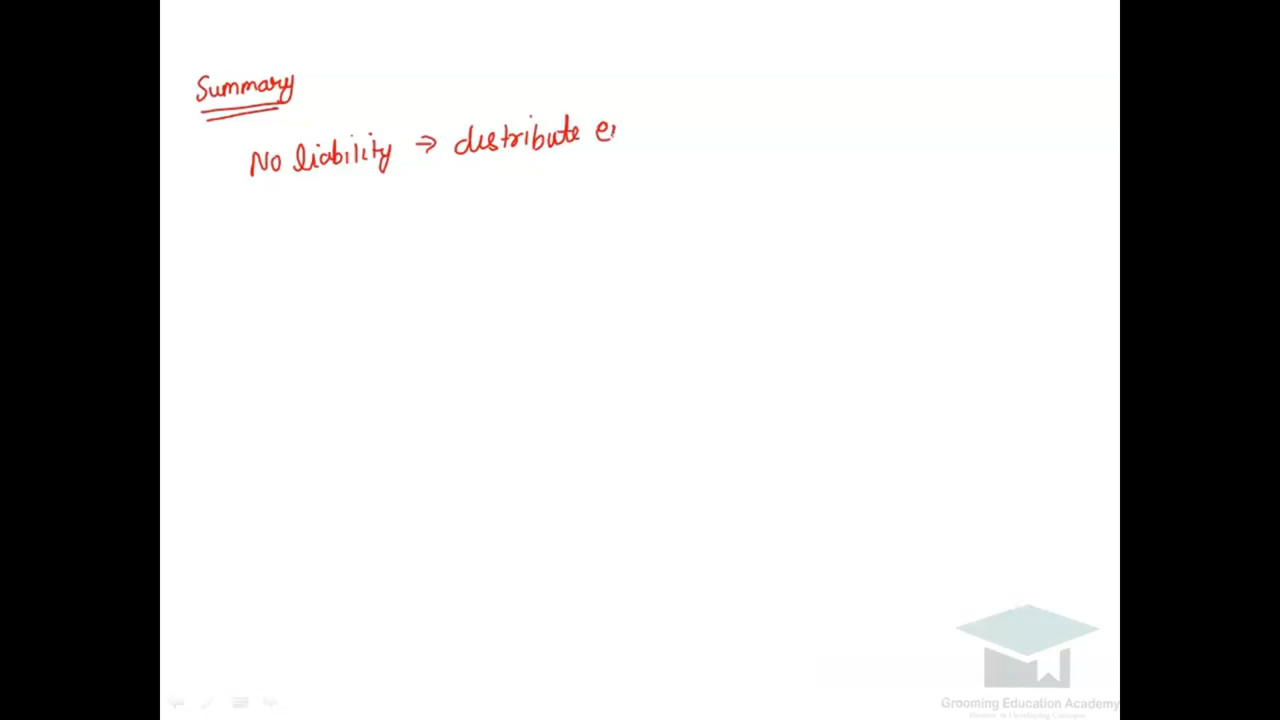 Summary
No liability → distribute
Grooming Education Academy